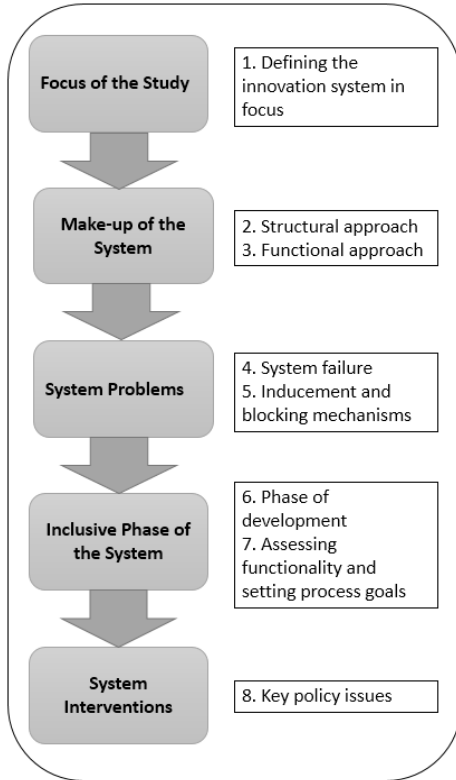 Focus of the Study
1. Defining the
innovation system in
focus
Make-up of the
System
2. Structural approach
3. Functional approach
System Problems
4. System failure
5. Inducement and
blocking mechanisms
Inclusive Phase of
the System
6. Phase of
development
7. Assessing
functionality and
setting process goals
System
Interventions
8. Key policy issues